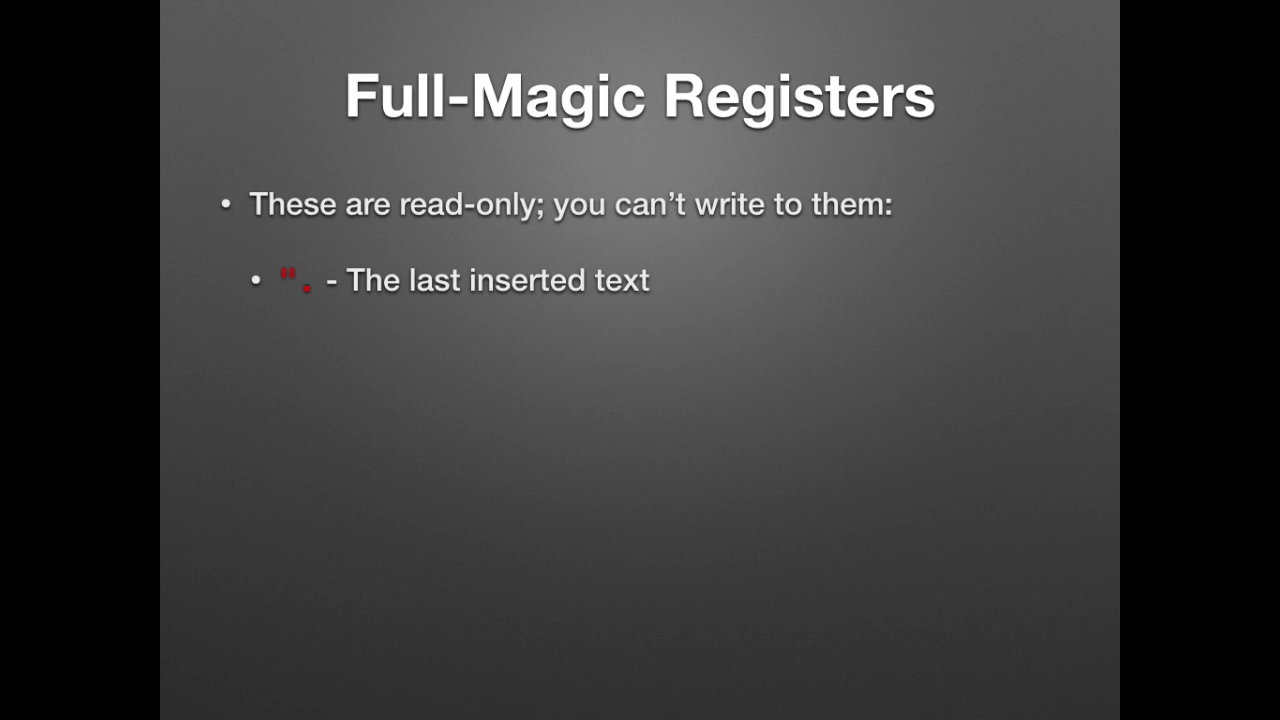 Full-Magic Registers
• These are read-only; you can’t write to them:
• ". - The last inserted text